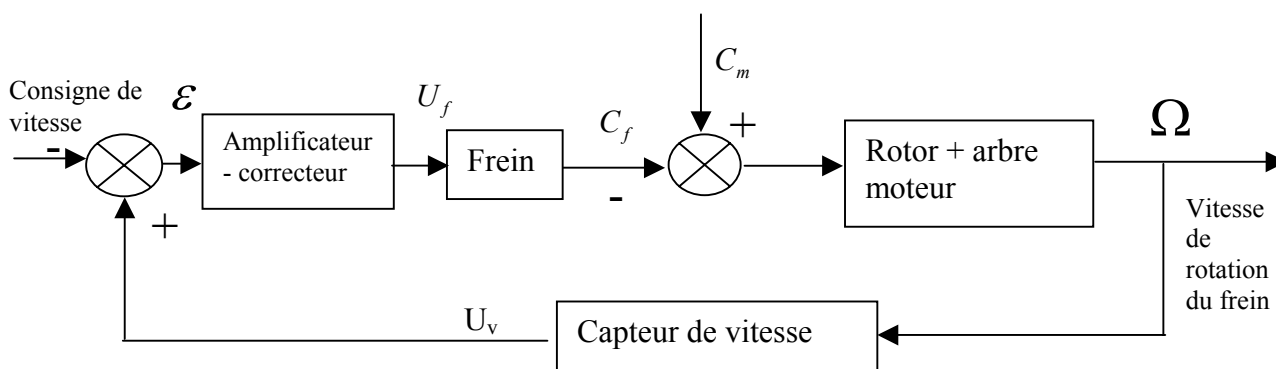 Consigne de
vitesse
-
+
ε
Amplificateur
- correcteur
U_f
Frein
C_f
-
C_m
+
Rotor + arbre
moteur
Ω
Vitesse
de
rotation
du frein
Capteur de vitesse
U_v